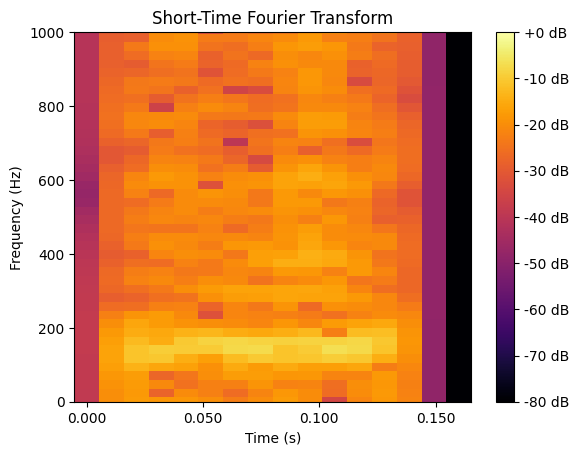 Short-Time Fourier Transform
1000
800
600
400
200
0
Frequency (Hz)
0.000
0.050
0.100
0.150
Time (s)
+0 dB
-10 dB
-20 dB
-30 dB
-40 dB
-50 dB
-60 dB
-70 dB
-80 dB